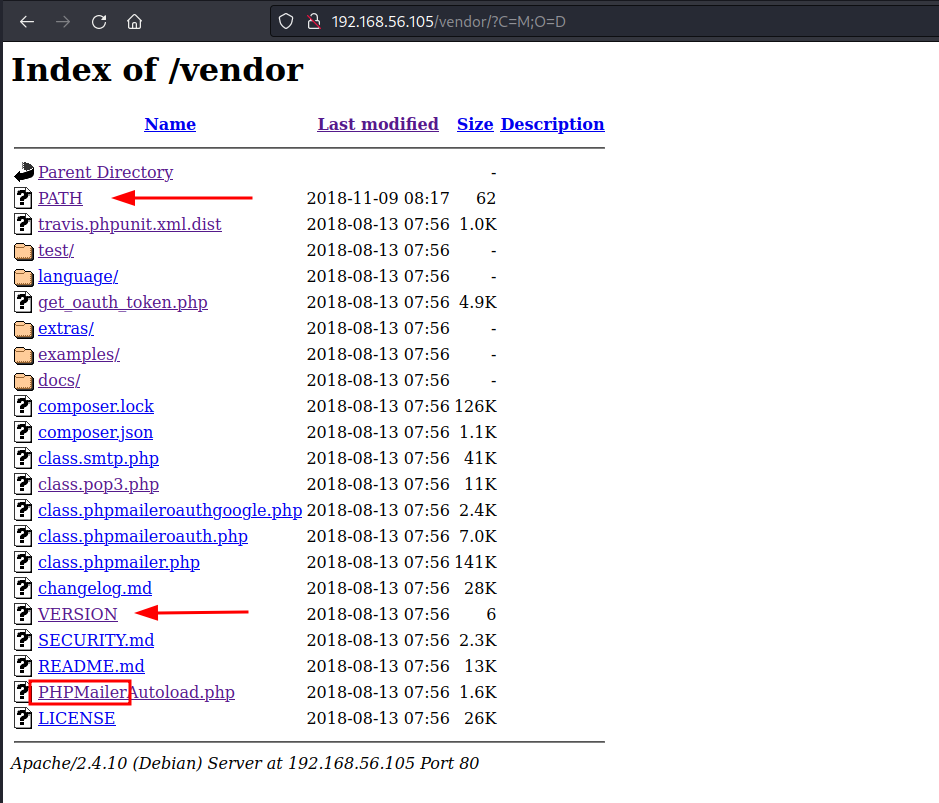 192.168.56.105/vendor/?C=M;O=D
Index of /vendor
Name Last modified Size Description
Parent Directory -
PATH 2018-11-09 08:17 62
travis.phpunit.xml.dist 2018-08-13 07:56 1.0K
test/ 2018-08-13 07:56 -
language/ 2018-08-13 07:56 -
get_oauth_token.php 2018-08-13 07:56 4.9K
extras/ 2018-08-13 07:56 -
examples/ 2018-08-13 07:56 -
docs/ 2018-08-13 07:56 -
composer.lock 2018-08-13 07:56 126K
composer.json 2018-08-13 07:56 1.1K
class.smtp.php 2018-08-13 07:56 41K
class.pop3.php 2018-08-13 07:56 11K
class.phpmaileroauthgoogle.php 2018-08-13 07:56 2.4K
class.phpmaileroauth.php 2018-08-13 07:56 7.0K
class.phpmailer.php 2018-08-13 07:56 141K
changelog.md 2018-08-13 07:56 28K
VERSION 2018-08-13 07:56 6
SECURITY.md 2018-08-13 07:56 2.3K
README.md 2018-08-13 07:56 13K
PHPMailerAutoload.php 2018-08-13 07:56 1.6K
LICENSE 2018-08-13 07:56 26K
Apache/2.4.10 (Debian) Server at 192.168.56.105 Port 80